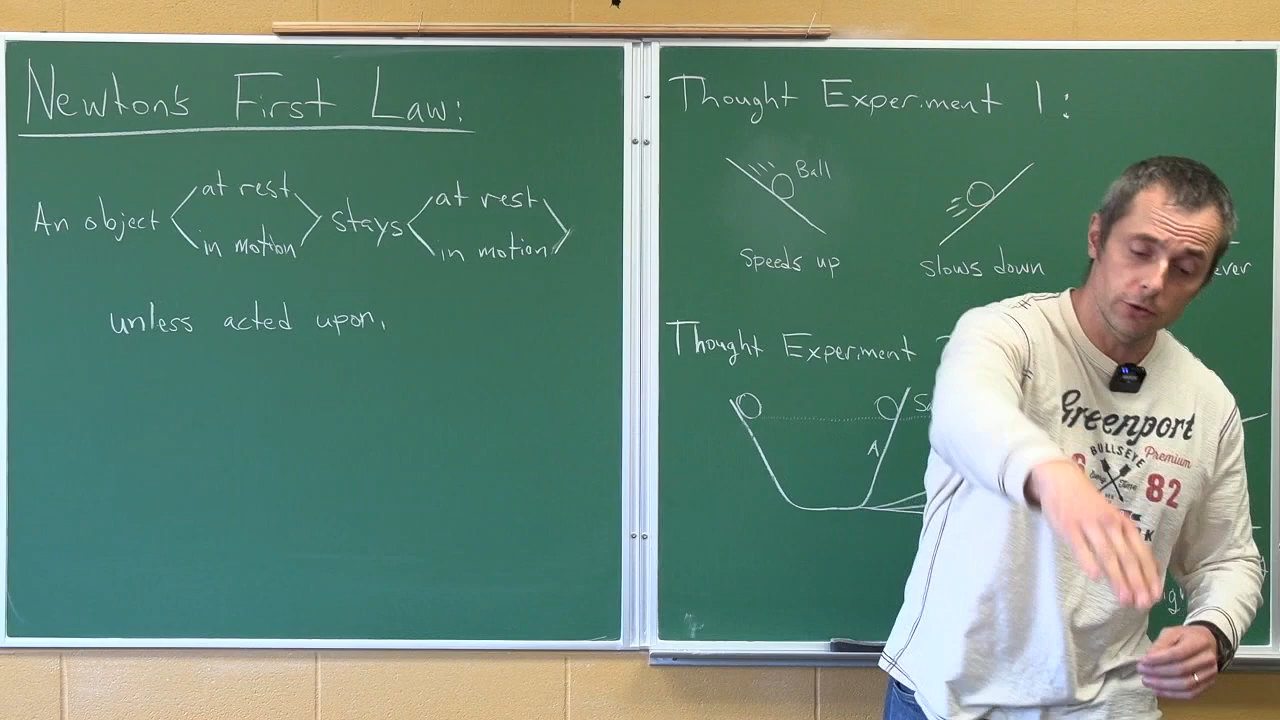 Newton's First Law:
An object at rest stays at rest
in motion in motion
unless acted upon,
Thought Experiment 1:
Ball
speeds up
slows down
ever
Thought Experiment
A
Greenport
BULLSEYE
Premium
82